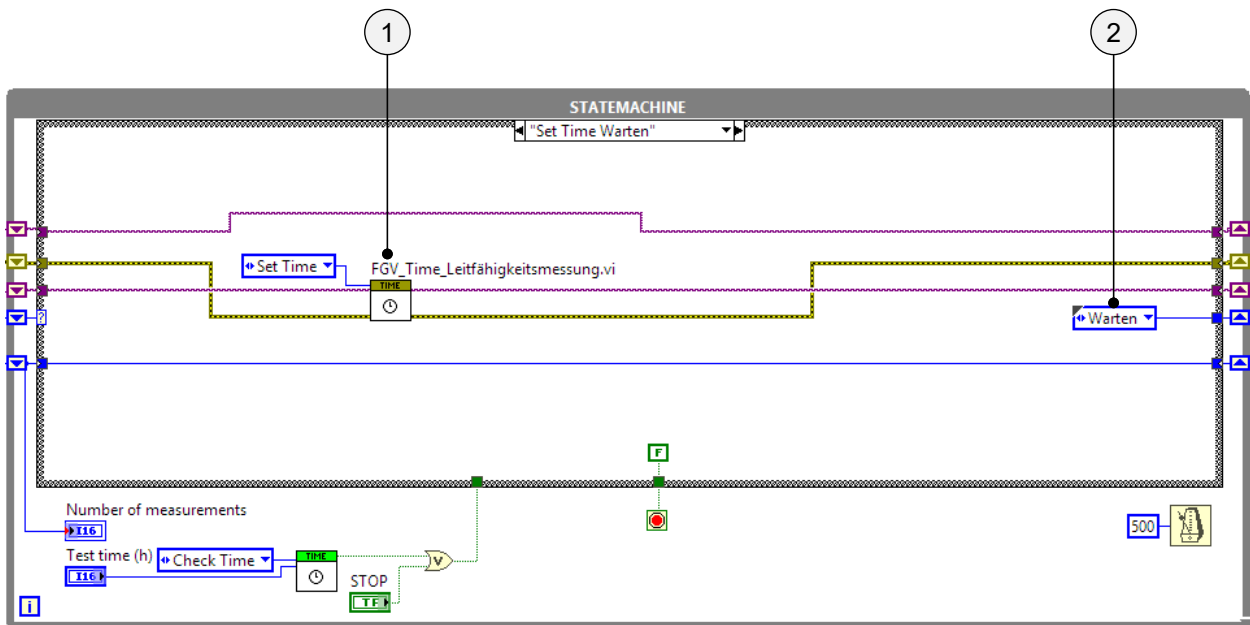 1
2
STATEMACHINE
"Set Time Warten"
Set Time
FGV_Time_Leitfähigkeitsmessung.vi
TIME
?
Warten
F
Number of measurements
I16
500
Test time (h)
Check Time
TIME
V
I16
STOP
TF
i